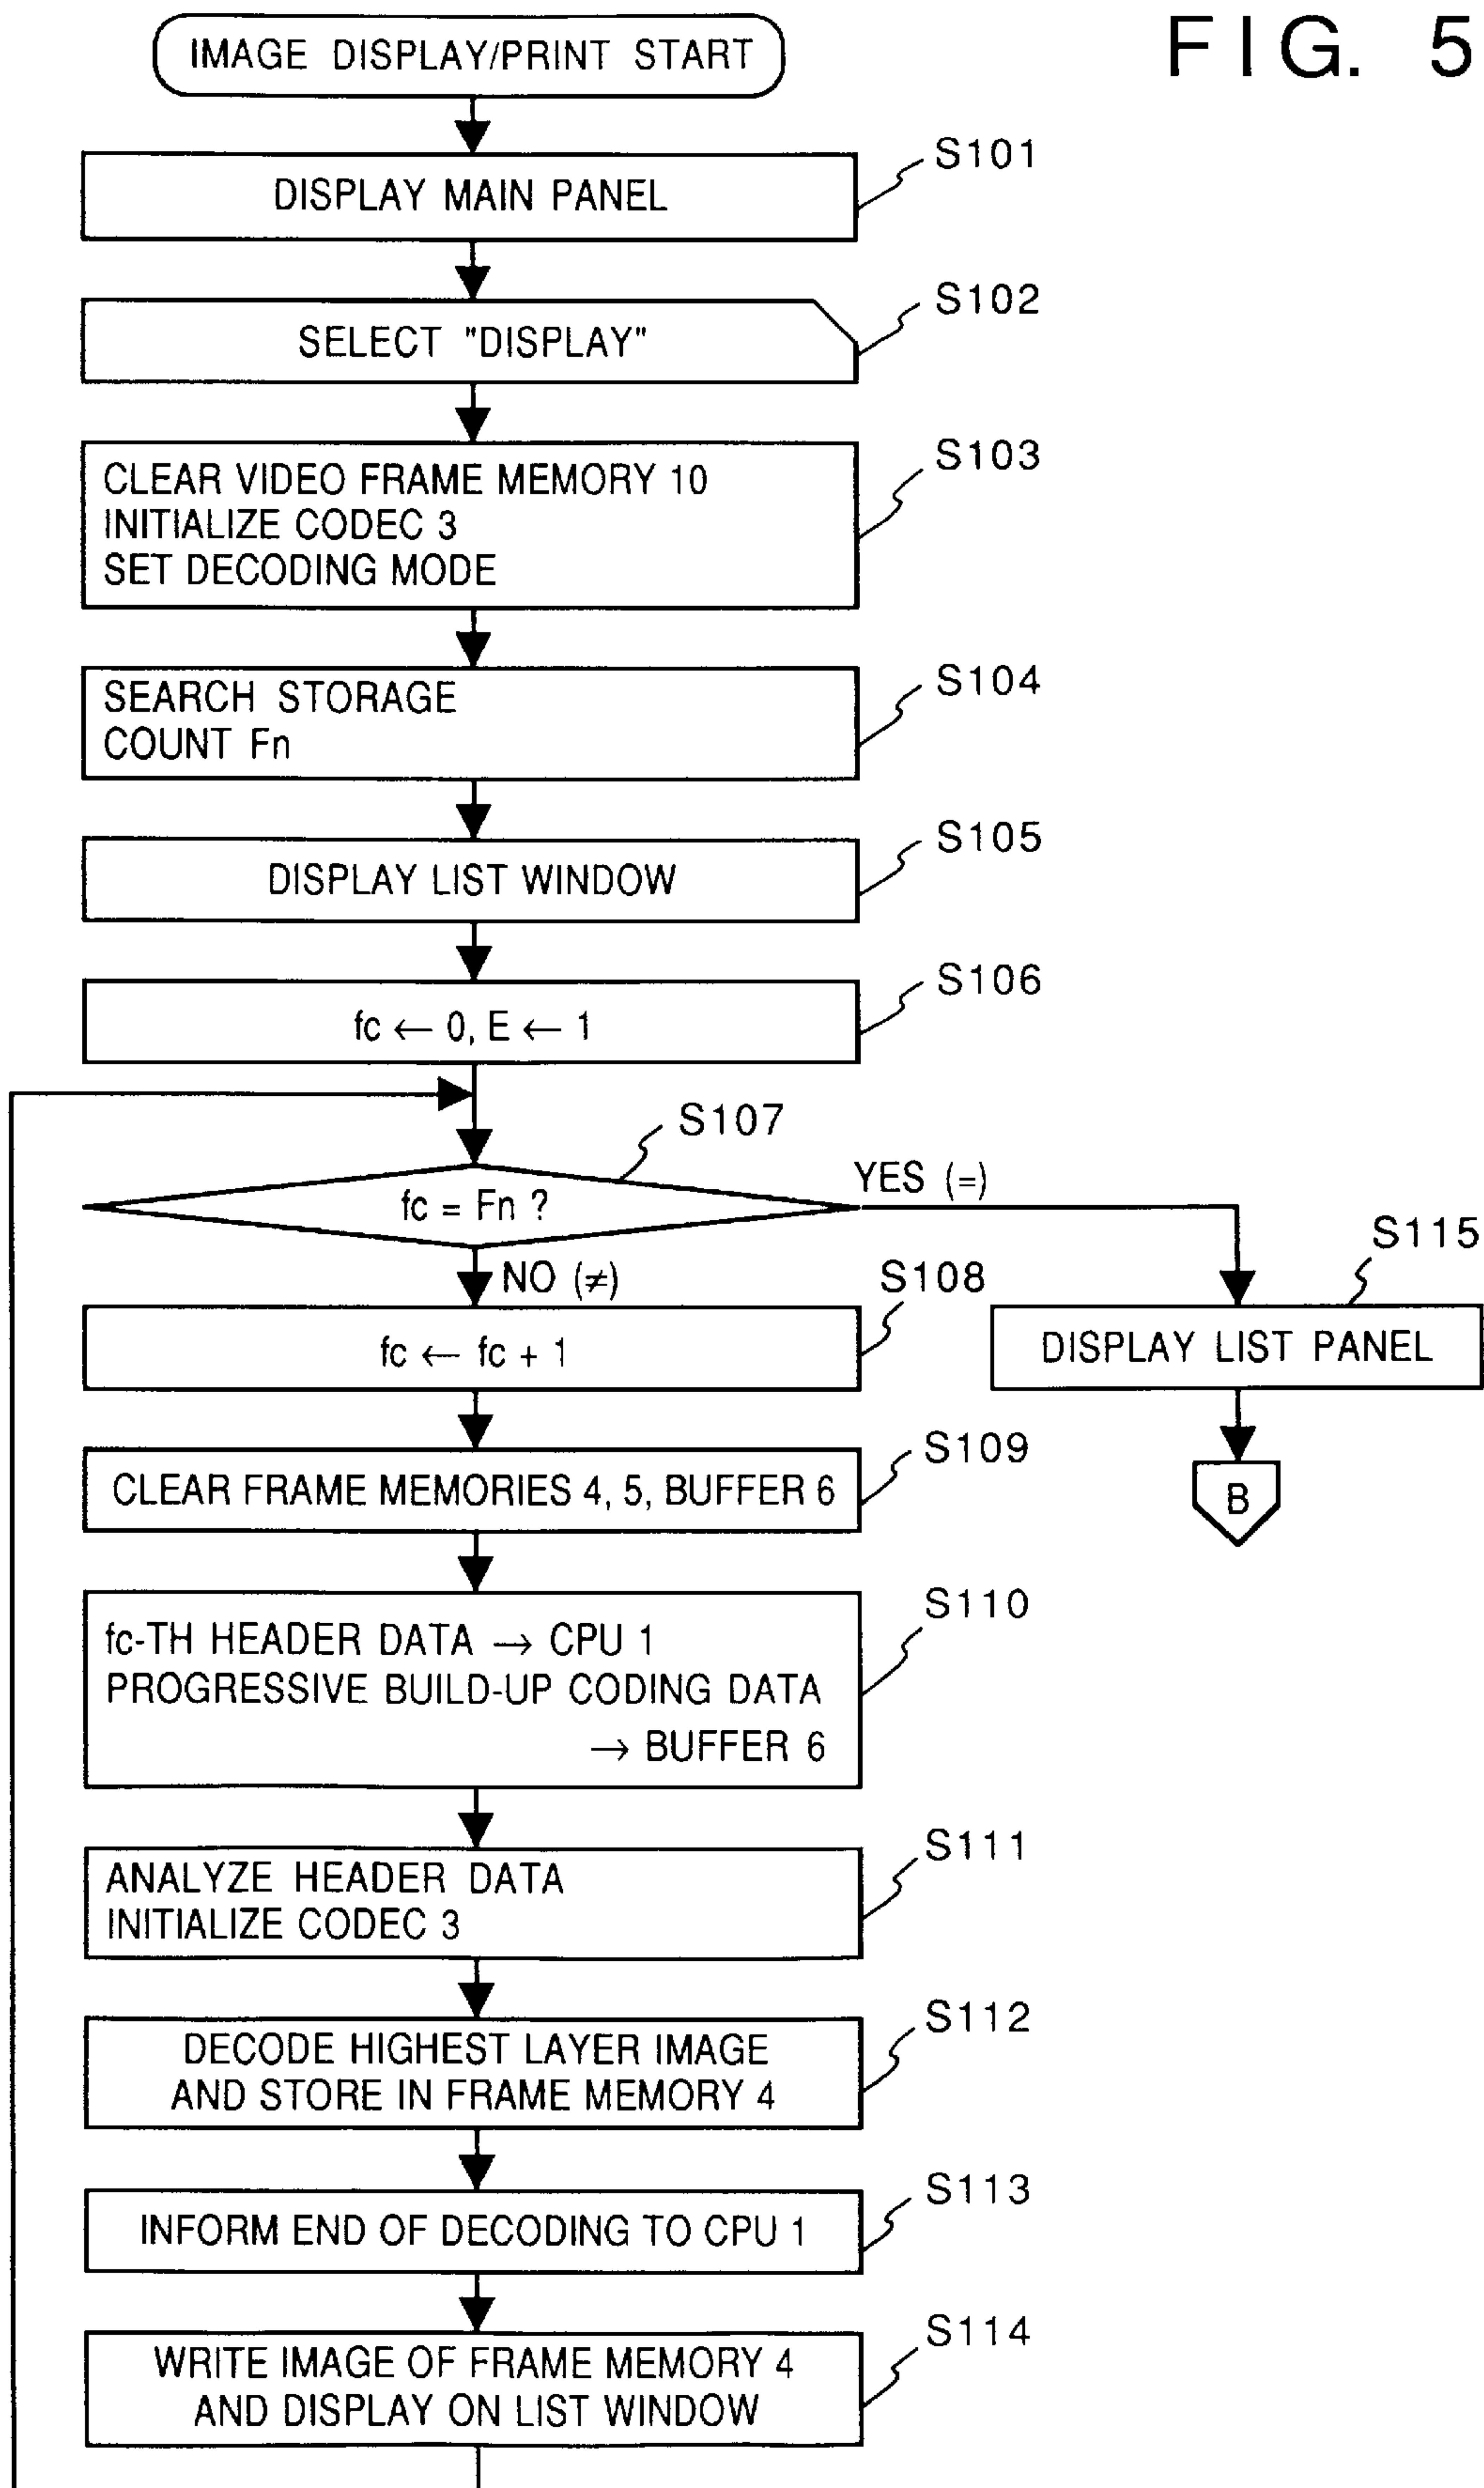 FIG. 5
IMAGE DISPLAY/PRINT START
S101
DISPLAY MAIN PANEL
S102
SELECT "DISPLAY"
S103
CLEAR VIDEO FRAME MEMORY 10
INITIALIZE CODEC 3
SET DECODING MODE
S104
SEARCH STORAGE
COUNT Fn
S105
DISPLAY LIST WINDOW
S106
fc ← 0, E ← 1
S107
fc = Fn ?
YES (=)
NO (≠)
S108
fc ← fc + 1
S115
DISPLAY LIST PANEL
B
S109
CLEAR FRAME MEMORIES 4, 5, BUFFER 6
S110
fc-TH HEADER DATA → CPU 1
PROGRESSIVE BUILD-UP CODING DATA
→ BUFFER 6
S111
ANALYZE HEADER DATA
INITIALIZE CODEC 3
S112
DECODE HIGHEST LAYER IMAGE
AND STORE IN FRAME MEMORY 4
S113
INFORM END OF DECODING TO CPU 1
S114
WRITE IMAGE OF FRAME MEMORY 4
AND DISPLAY ON LIST WINDOW